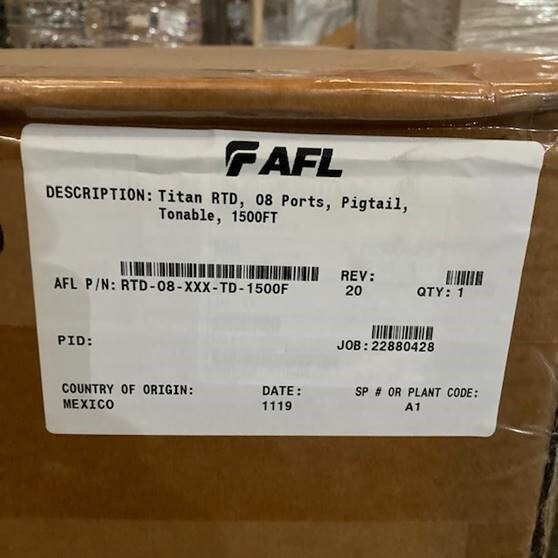 AFL
DESCRIPTION: Titan RTD, 08 Ports, Pigtail,
Tonable, 1500FT
AFL P/N: RTD-08-XXX-TD-1500F
REV:
20
QTY: 1
PID:
JOB: 22880428
COUNTRY OF ORIGIN:
MEXICO
DATE:
1119
SP # OR PLANT CODE:
A1